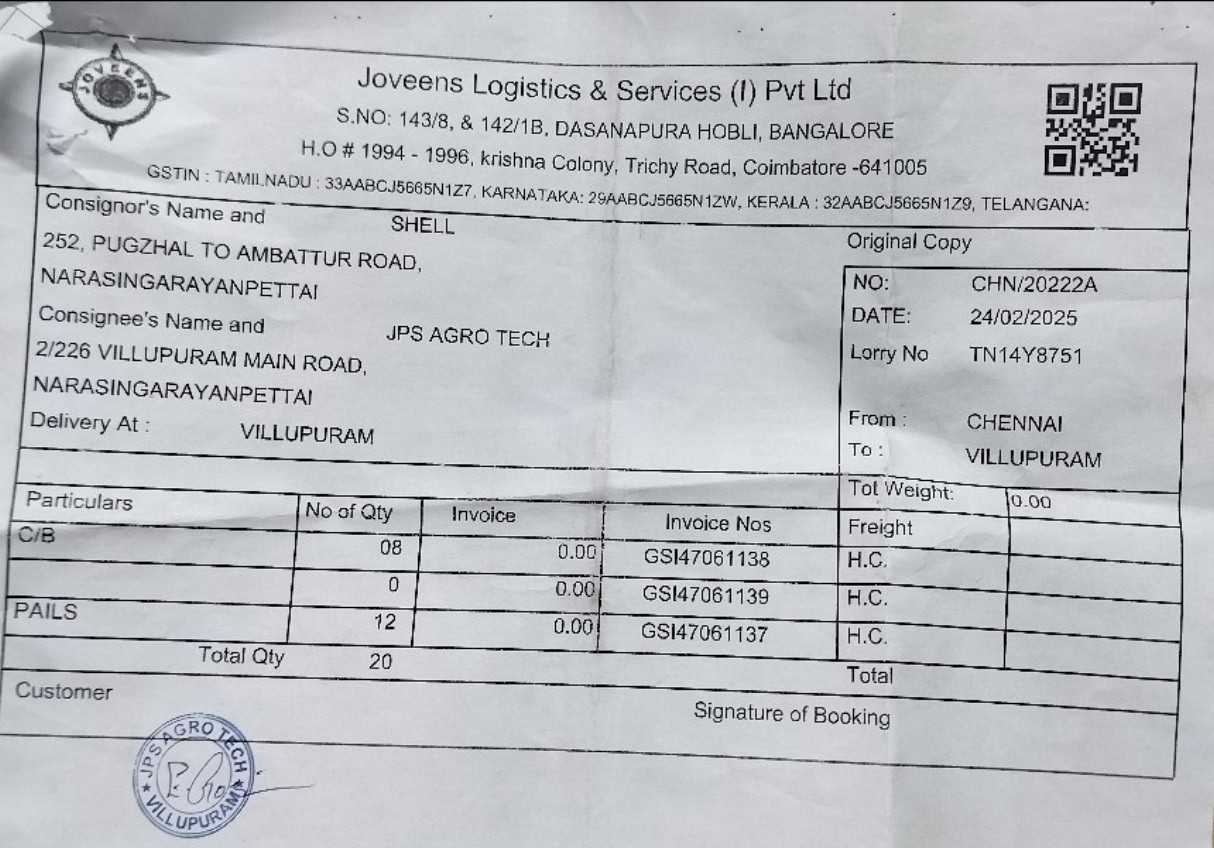 JOVEENS
Joveens Logistics & Services (I) Pvt Ltd
S.NO: 143/8, & 142/1B, DASANAPURA HOBLI, BANGALORE
H.O # 1994 - 1996, krishna Colony, Trichy Road, Coimbatore -641005
GSTIN : TAMILNADU : 33AABCJ5665N1Z7, KARNATAKA: 29AABCJ5665N1ZW, KERALA : 32AABCJ5665N1Z9, TELANGANA:
Consignor's Name and SHELL
252, PUGZHAL TO AMBATTUR ROAD,
NARASINGARAYANPETTAI
Consignee's Name and JPS AGRO TECH
2/226 VILLUPURAM MAIN ROAD,
NARASINGARAYANPETTAI
Delivery At : VILLUPURAM
Original Copy
NO: CHN/20222A
DATE: 24/02/2025
Lorry No TN14Y8751
From : CHENNAI
To : VILLUPURAM
Tot Weight: 0.00
Particulars No of Qty Invoice Invoice Nos Freight
C/B 08 0.00 GSI47061138 H.C.
0 0.00 GSI47061139 H.C.
PAILS 12 0.00 GSI47061137 H.C.
Total Qty 20 Total
Customer Signature of Booking
JPS AGRO TECH
★ VILLUPURAM ★